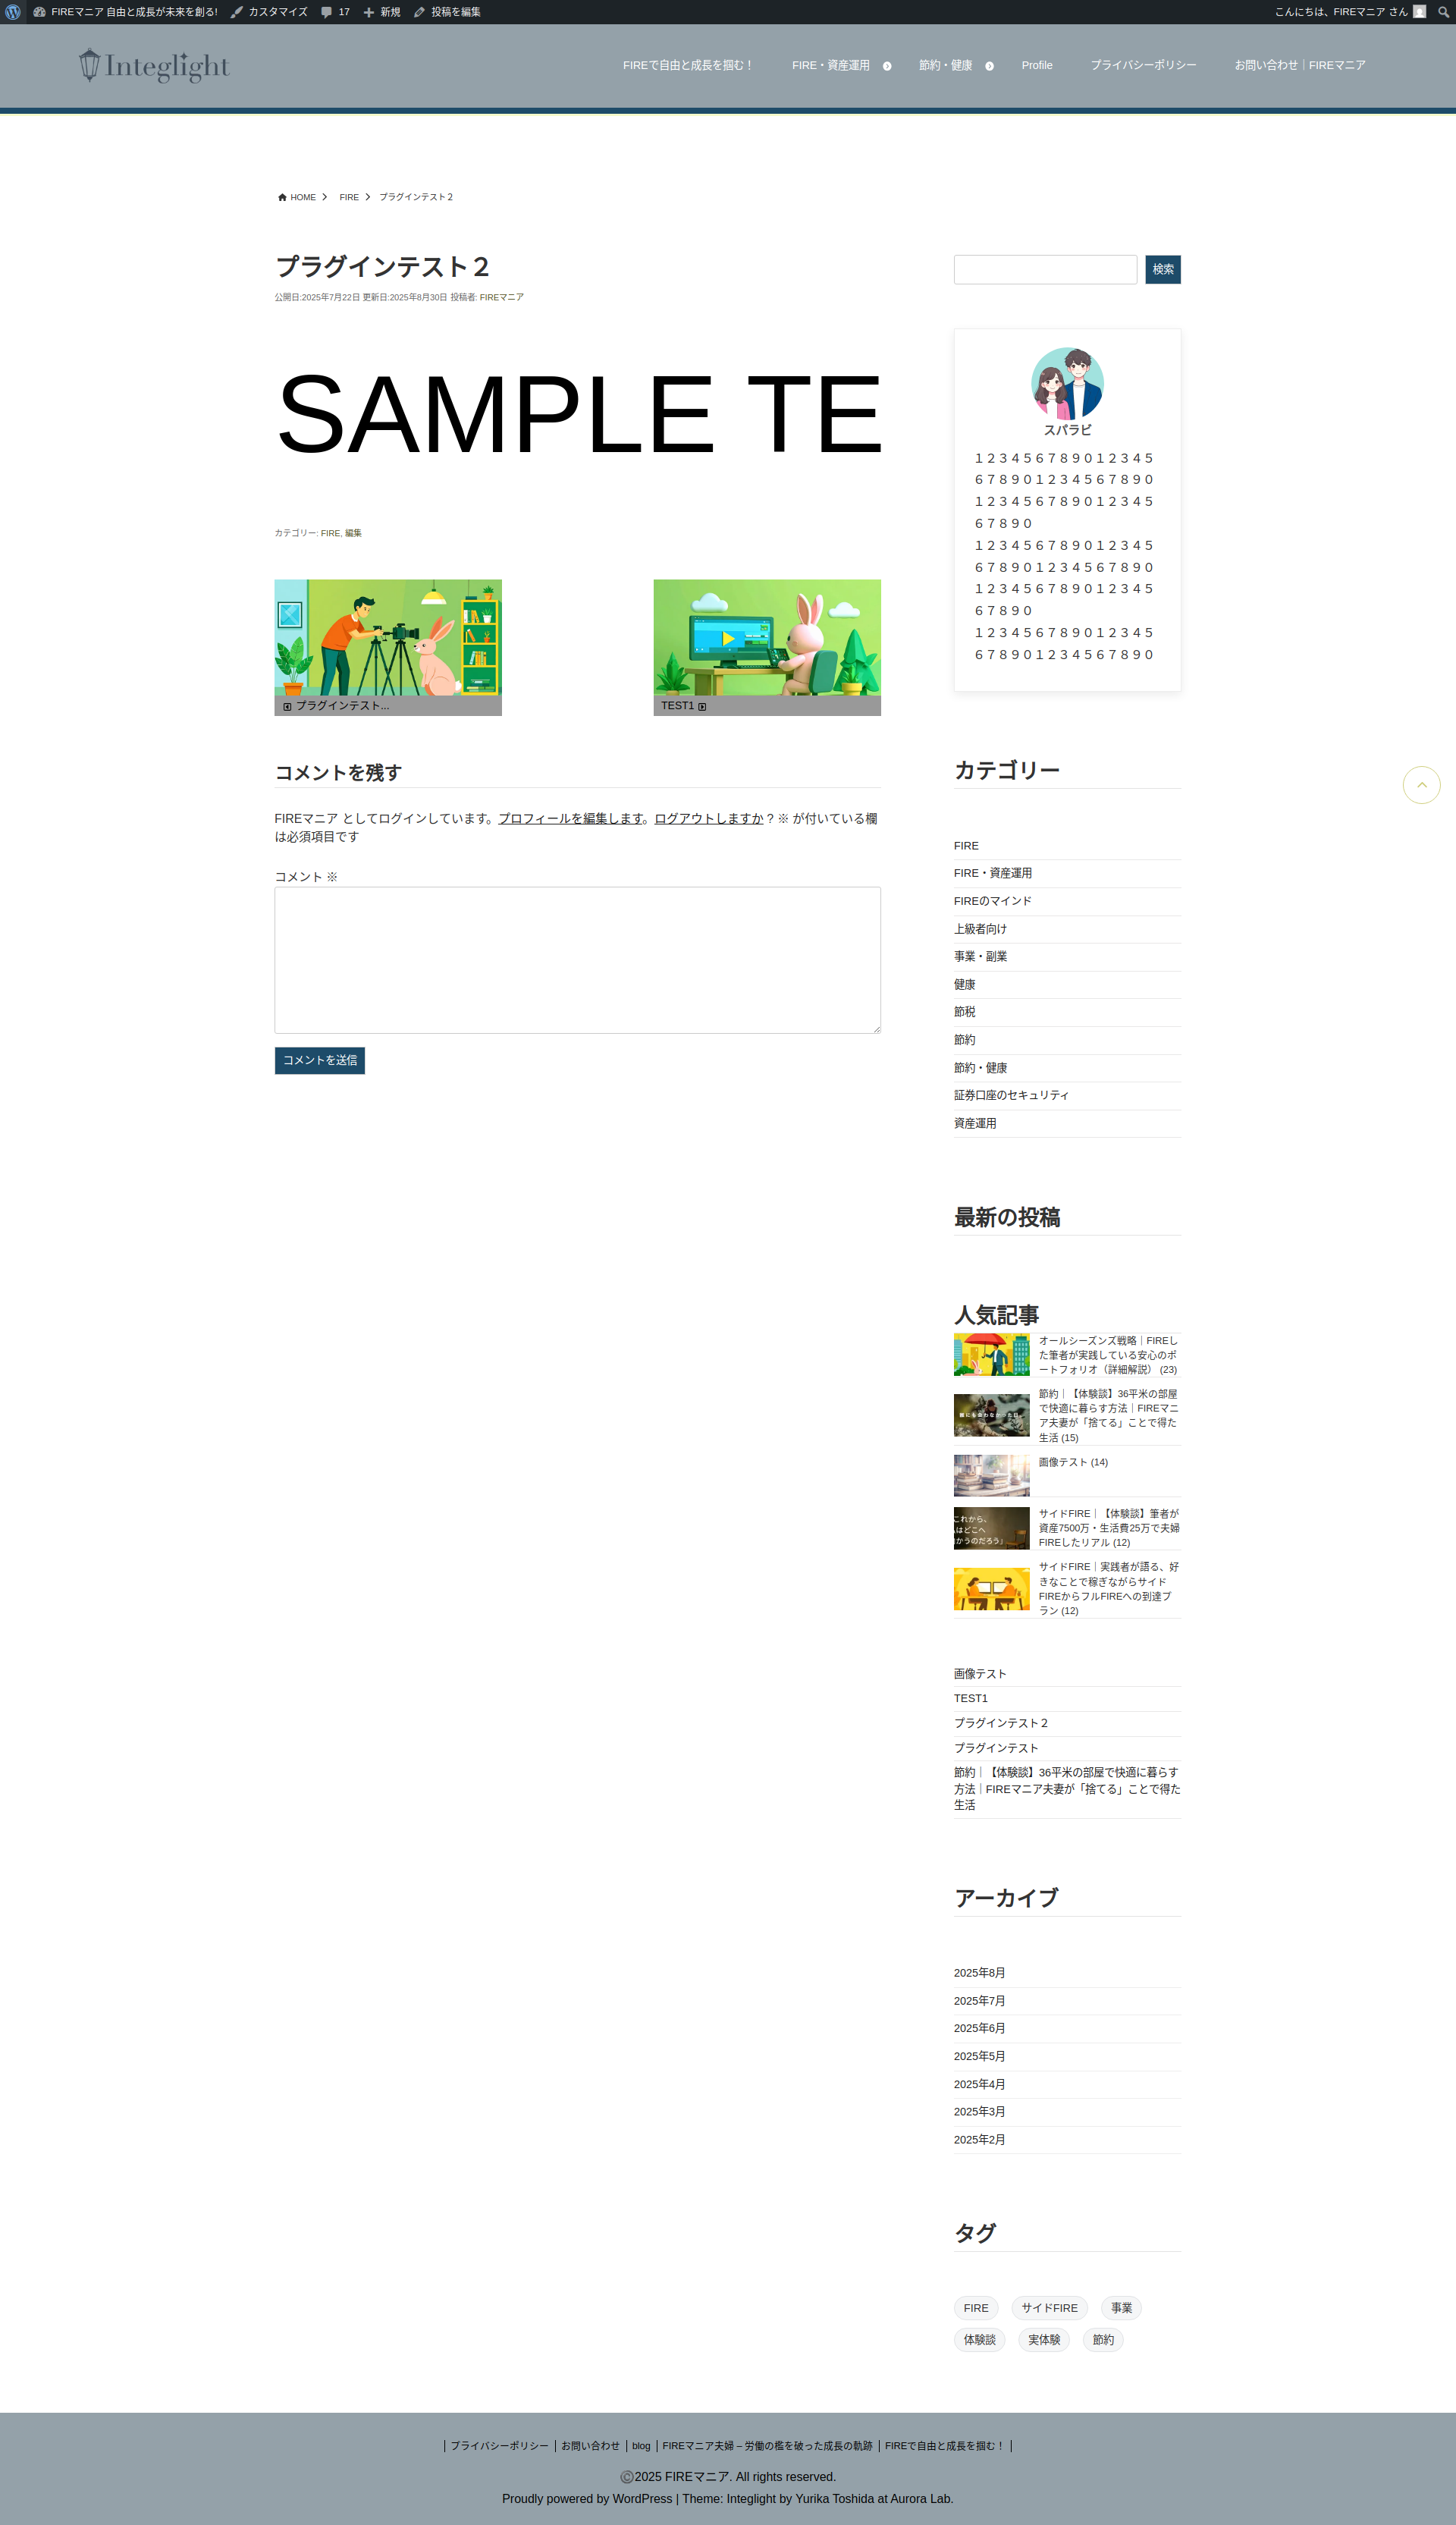 FIREマニア 自由と成長が未来を創る! カスタマイズ 17 新規 投稿を編集 こんにちは、FIREマニア さん
Integlight FIREで自由と成長を掴む！ FIRE・資産運用 節約・健康 Profile プライバシーポリシー お問い合わせ｜FIREマニア
HOME FIRE プラグインテスト２
プラグインテスト２
公開日:2025年7月22日 更新日:2025年8月30日 投稿者: FIREマニア
SAMPLE TE
カテゴリー: FIRE, 編集
プラグインテスト...
TEST1
コメントを残す
FIREマニア としてログインしています。プロフィールを編集します。ログアウトしますか ? ※ が付いている欄
は必須項目です
コメント ※
コメントを送信
検索
スパラビ
１２３４５６７８９０１２３４５
６７８９０１２３４５６７８９０
１２３４５６７８９０１２３４５
６７８９０
１２３４５６７８９０１２３４５
６７８９０１２３４５６７８９０
１２３４５６７８９０１２３４５
６７８９０
１２３４５６７８９０１２３４５
６７８９０１２３４５６７８９０
カテゴリー
FIRE
FIRE・資産運用
FIREのマインド
上級者向け
事業・副業
健康
節税
節約
節約・健康
証券口座のセキュリティ
資産運用
最新の投稿
人気記事
オールシーズンズ戦略｜FIREし
た筆者が実践している安心のポ
ートフォリオ（詳細解説） (23)
節約｜【体験談】36平米の部屋
で快適に暮らす方法｜FIREマニ
ア夫妻が「捨てる」ことで得た
生活 (15)
画像テスト (14)
これから、
はどこへ
かうのだろう』
サイドFIRE｜【体験談】筆者が
資産7500万・生活費25万で夫婦
FIREしたリアル (12)
サイドFIRE｜実践者が語る、好
きなことで稼ぎながらサイド
FIREからフルFIREへの到達プ
ラン (12)
画像テスト
TEST1
プラグインテスト２
プラグインテスト
節約｜【体験談】36平米の部屋で快適に暮らす
方法｜FIREマニア夫妻が「捨てる」ことで得た
生活
アーカイブ
2025年8月
2025年7月
2025年6月
2025年5月
2025年4月
2025年3月
2025年2月
タグ
FIRE サイドFIRE 事業
体験談 実体験 節約
プライバシーポリシー お問い合わせ blog FIREマニア夫婦 – 労働の檻を破った成長の軌跡 FIREで自由と成長を掴む！
©2025 FIREマニア. All rights reserved.
Proudly powered by WordPress | Theme: Integlight by Yurika Toshida at Aurora Lab.